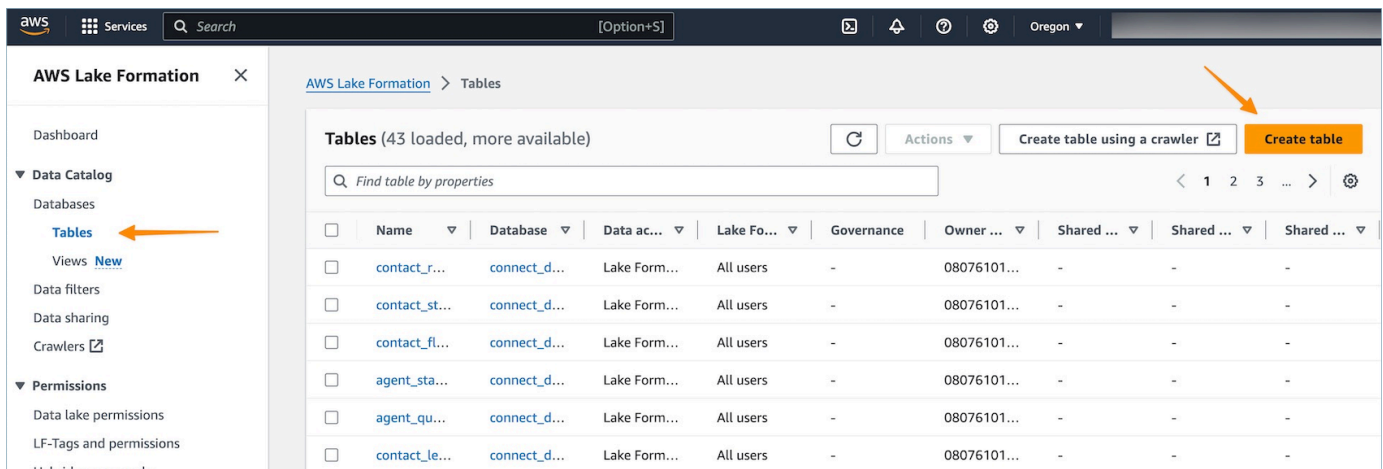 aws Services Search [Option+S] Oregon
AWS Lake Formation
Dashboard
Data Catalog
Databases
Tables
Views New
Data filters
Data sharing
Crawlers
Permissions
Data lake permissions
LF-Tags and permissions
AWS Lake Formation > Tables
Tables (43 loaded, more available) Actions Create table using a crawler Create table
Find table by properties < 1 2 3 ... >
Name Database Data ac... Lake Fo... Governance Owner ... Shared ... Shared ... Shared ...
contact_r... connect_d... Lake Form... All users - 08076101... - - -
contact_st... connect_d... Lake Form... All users - 08076101... - - -
contact_fl... connect_d... Lake Form... All users - 08076101... - - -
agent_sta... connect_d... Lake Form... All users - 08076101... - - -
agent_qu... connect_d... Lake Form... All users - 08076101... - - -
contact_le... connect_d... Lake Form... All users - 08076101... - - -